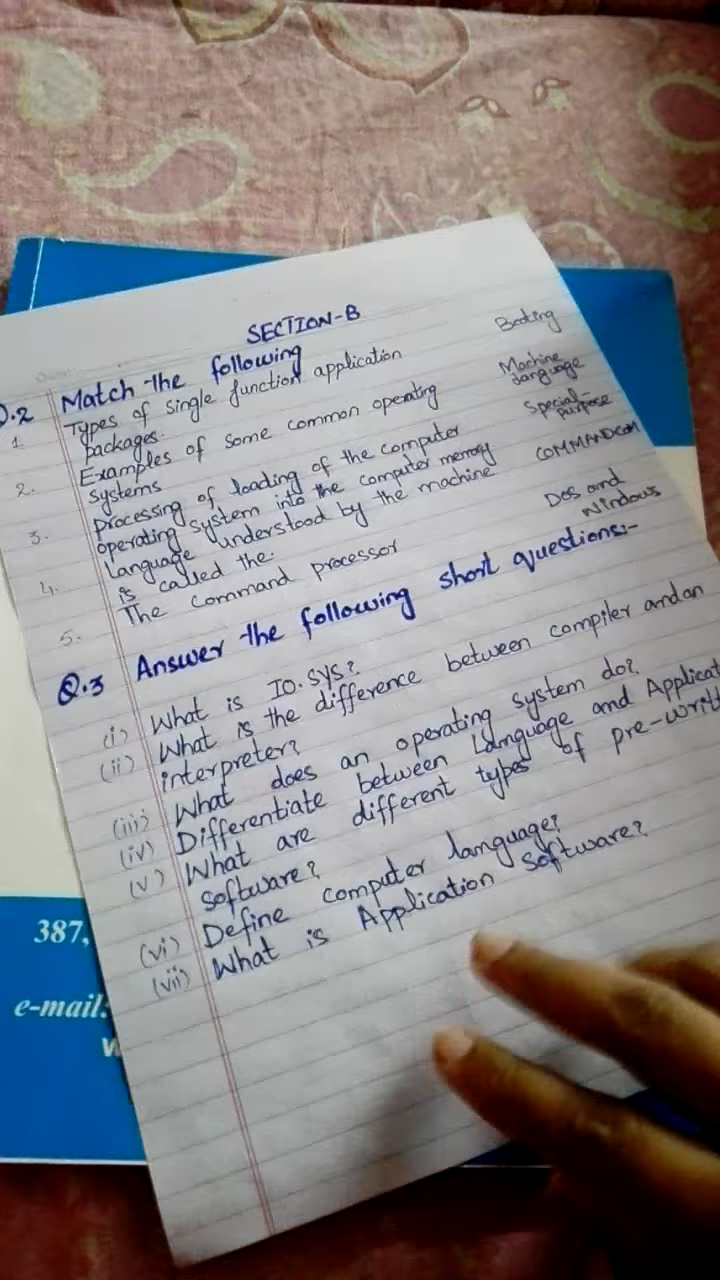 SECTION-B
Q.2 Match the following
1. Types of single function application Booting
packages.
2. Examples of some common operating Machine Language
systems
3. processing of loading of the computer Special-purpose
operating system into the computer memory
4. Language understood by the machine COMMAND.COM
is called the.
5. The command processor Dos and Windows
Q.3 Answer the following short questions:-
(i) What is IO.SYS?
(ii) What is the difference between compiler and an
interpreter?
(iii) What does an operating system do?
(iv) Differentiate between Language and Applicat
(v) What are different types of pre-writt
software?
(vi) Define computer language?
(vii) What is Application software?
387,
e-mail:
W